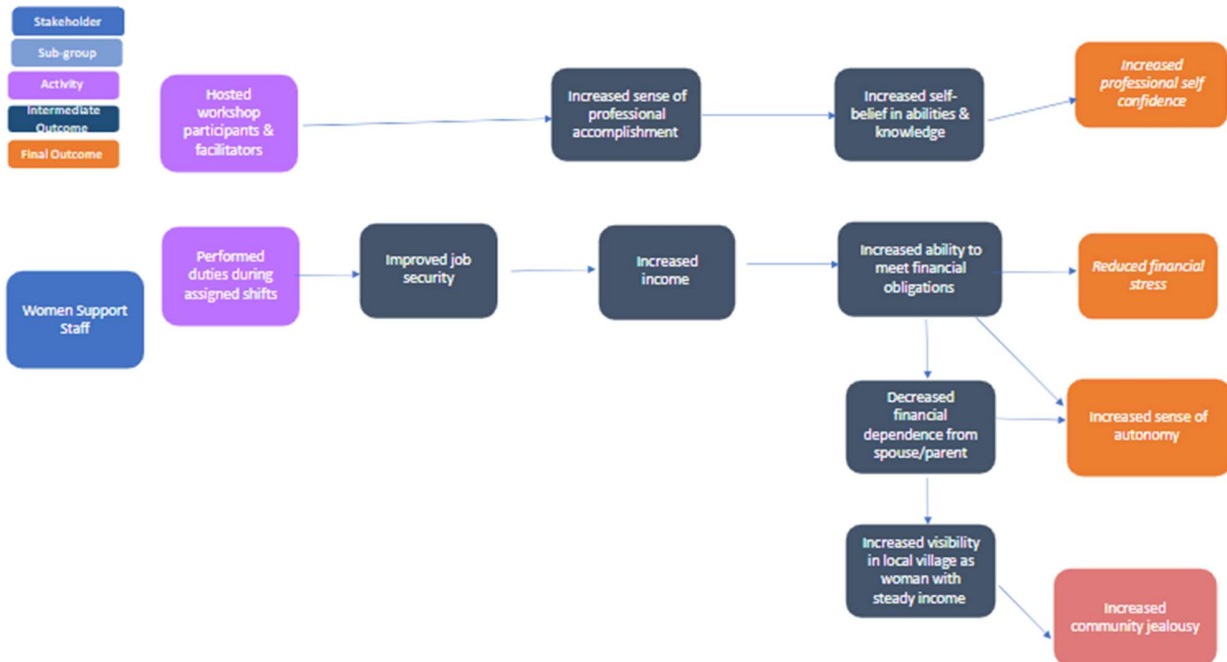 Stakeholder
Sub-group
Activity
Intermediate
Outcome
Final Outcome
Hosted
workshop
participants &
facilitators
Increased sense of
professional
accomplishment
Increased self-
belief in abilities &
knowledge
Increased
professional self
confidence
Women Support
Staff
Performed
duties during
assigned shifts
Improved job
security
Increased
income
Increased ability to
meet financial
obligations
Reduced financial
stress
Decreased
financial
dependence from
spouse/parent
Increased sense of
autonomy
Increased visibility
in local village as
woman with
steady income
Increased
community jealousy